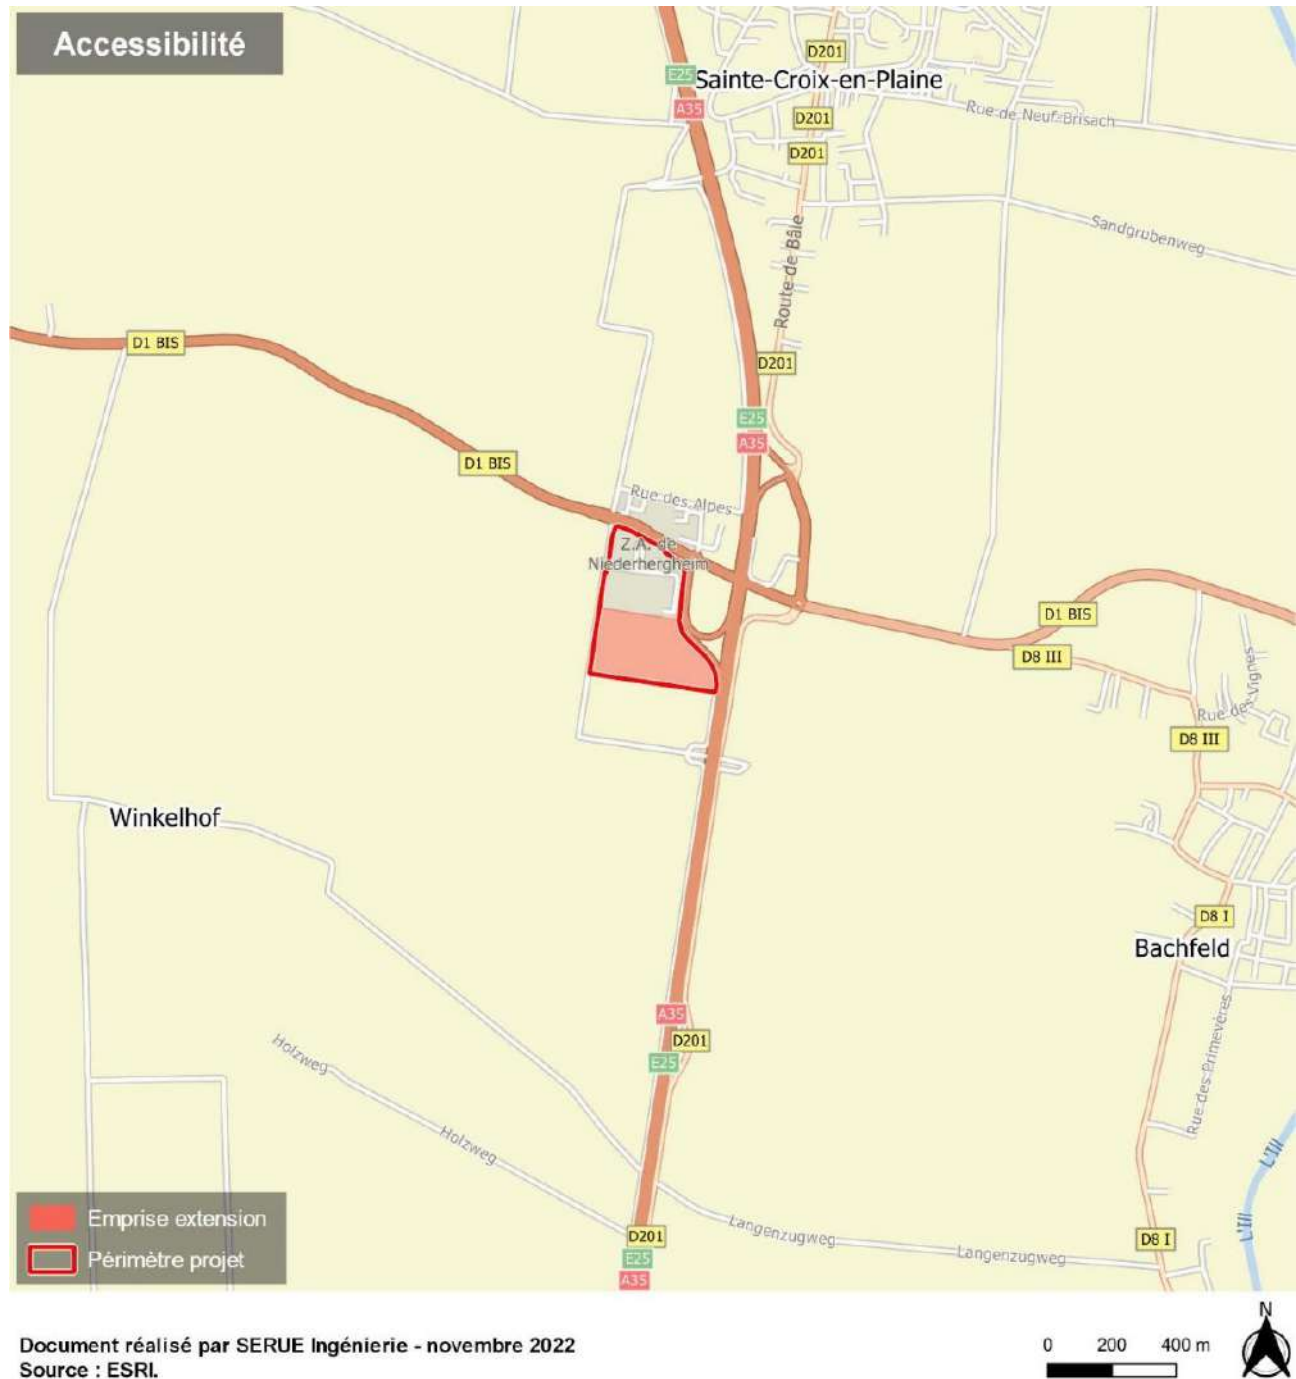 Accessibilité
D201
E25
Sainte-Croix-en-Plaine
A35
Rue de Neuf-Brisach
D201
D201
Sandgrubenweg
Route de Bâle
D1 BIS
D201
E25
A35
D1 BIS
Rue des Alpes
Z.A. de
Niederhergheim
D1 BIS
D8 III
Rue des Vignes
D8 III
Winkelhof
D8 I
Bachfeld
A35
D201
E25
Holzweg
Rue des Primevères
Holzweg
L'Ill
L'Ill
Emprise extension
Langenzugweg
D201
D8 I
Langenzugweg
E25
Périmètre projet
A35
N
Document réalisé par SERUE Ingénierie - novembre 2022
0 200 400 m
Source : ESRI.